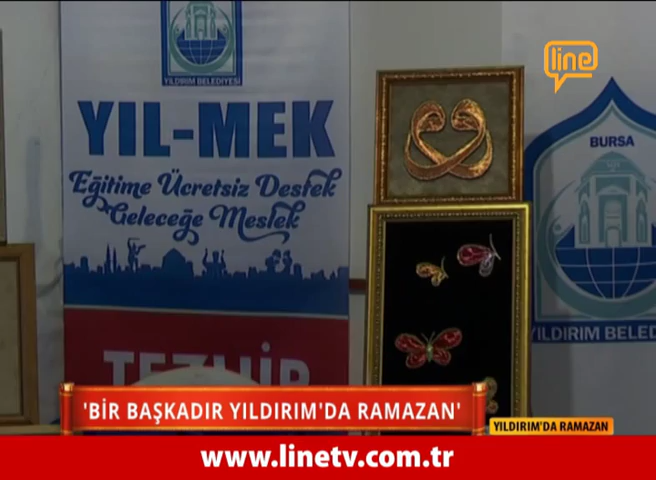 line
YILDIRIM BELEDİYESİ
YIL-MEK
Eğitime Ücretsiz Destek
Geleceğe Meslek
TEZHİP
BURSA
YILDIRIM BELED
'BİR BAŞKADIR YILDIRIM'DA RAMAZAN'
YILDIRIM'DA RAMAZAN
www.linetv.com.tr